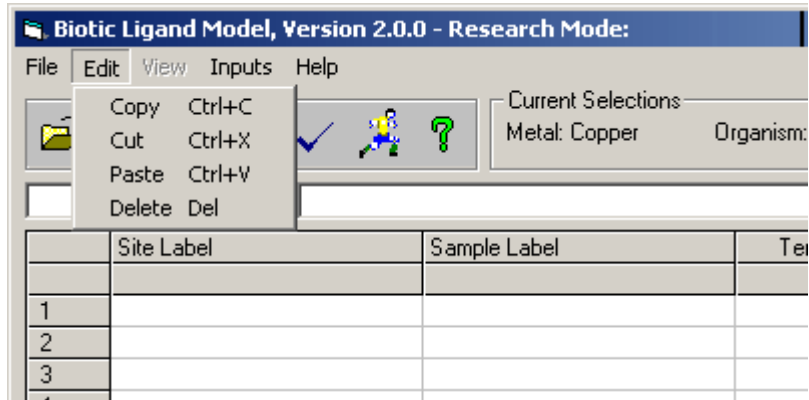 Biotic Ligand Model, Version 2.0.0 - Research Mode:
File Edit View Inputs Help
Copy Ctrl+C
Cut Ctrl+X
Paste Ctrl+V
Delete Del
?
Current Selections
Metal: Copper Organism:
Site Label Sample Label Te
1
2
3